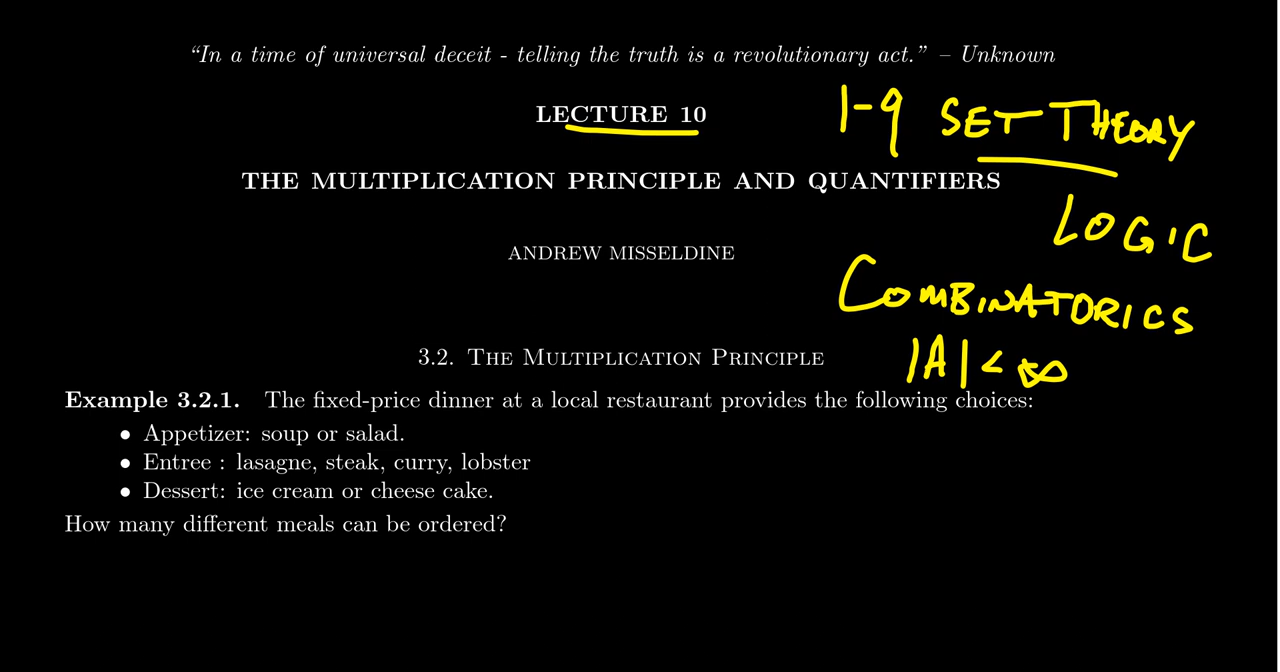 “In a time of universal deceit - telling the truth is a revolutionary act.” – Unknown
LECTURE 10
1-9 SET THEORY
THE MULTIPLICATION PRINCIPLE AND QUANTIFIERS
LOGIC
ANDREW MISSELDINE
COMBINATORICS
3.2. The Multiplication Principle
|A| < ∞
Example 3.2.1. The fixed-price dinner at a local restaurant provides the following choices:
• Appetizer: soup or salad.
• Entree : lasagne, steak, curry, lobster
• Dessert: ice cream or cheese cake.
How many different meals can be ordered?